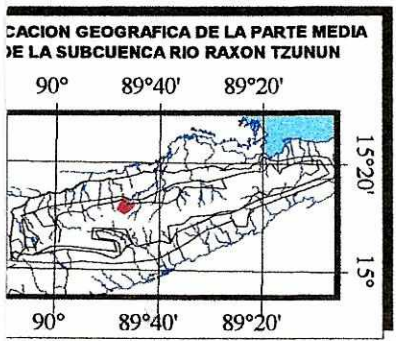 CACION GEOGRAFICA DE LA PARTE MEDIA
DE LA SUBCUENCA RIO RAXON TZUNUN
90° 89°40' 89°20'
15°20'
15°
90° 89°40' 89°20'